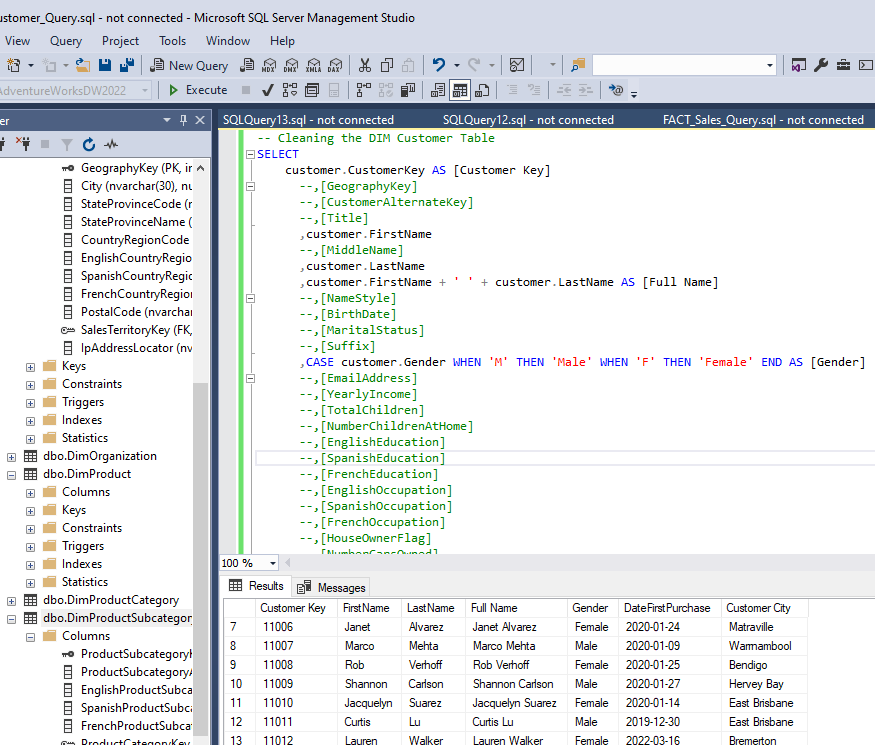 ustomer_Query.sql - not connected - Microsoft SQL Server Management Studio
View Query Project Tools Window Help
New Query MDX DMX XMLA DAX
AdventureWorksDW2022 Execute
er
SQLQuery13.sql - not connected SQLQuery12.sql - not connected FACT_Sales_Query.sql - not connected
GeographyKey (PK, in
City (nvarchar(30), nu
StateProvinceCode (n
StateProvinceName (
CountryRegionCode
EnglishCountryRegio
SpanishCountryRegio
FrenchCountryRegion
PostalCode (nvarchar
SalesTerritoryKey (FK,
IpAddressLocator (nv
Keys
Constraints
Triggers
Indexes
Statistics
dbo.DimOrganization
dbo.DimProduct
Columns
Keys
Constraints
Triggers
Indexes
Statistics
dbo.DimProductCategory
dbo.DimProductSubcategor
Columns
ProductSubcategoryK
ProductSubcategoryA
EnglishProductSubca
SpanishProductSubca
FrenchProductSubcat
ProductCategoryKey
-- Cleaning the DIM Customer Table
SELECT
customer.CustomerKey AS [Customer Key]
--,[GeographyKey]
--,[CustomerAlternateKey]
--,[Title]
,customer.FirstName
--,[MiddleName]
,customer.LastName
,customer.FirstName + ' ' + customer.LastName AS [Full Name]
--,[NameStyle]
--,[BirthDate]
--,[MaritalStatus]
--,[Suffix]
,CASE customer.Gender WHEN 'M' THEN 'Male' WHEN 'F' THEN 'Female' END AS [Gender]
--,[EmailAddress]
--,[YearlyIncome]
--,[TotalChildren]
--,[NumberChildrenAtHome]
--,[EnglishEducation]
--,[SpanishEducation]
--,[FrenchEducation]
--,[EnglishOccupation]
--,[SpanishOccupation]
--,[FrenchOccupation]
--,[HouseOwnerFlag]
--,[NumberCarsOwned]
100 %
Results Messages
Customer Key FirstName LastName Full Name Gender DateFirstPurchase Customer City
7 11006 Janet Alvarez Janet Alvarez Female 2020-01-24 Matraville
8 11007 Marco Mehta Marco Mehta Male 2020-01-09 Warrnambool
9 11008 Rob Verhoff Rob Verhoff Female 2020-01-25 Bendigo
10 11009 Shannon Carlson Shannon Carlson Male 2020-01-27 Hervey Bay
11 11010 Jacquelyn Suarez Jacquelyn Suarez Female 2020-01-14 East Brisbane
12 11011 Curtis Lu Curtis Lu Male 2019-12-30 East Brisbane
13 11012 Lauren Walker Lauren Walker Female 2022-03-16 Bremerton